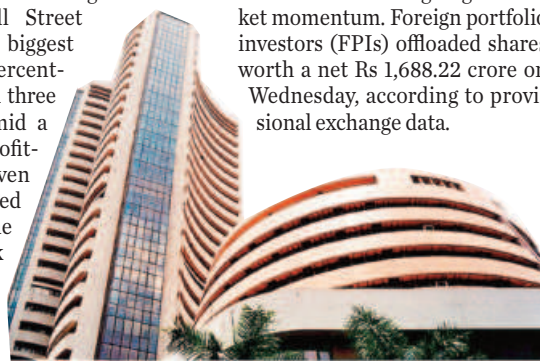 ll Street
biggest
ercent-
three
mid a
ofit-
ven
ed
ket momentum. Foreign portfolio
investors (FPIs) offloaded shares
worth a net Rs 1,688.22 crore on
Wednesday, according to provi-
sional exchange data.